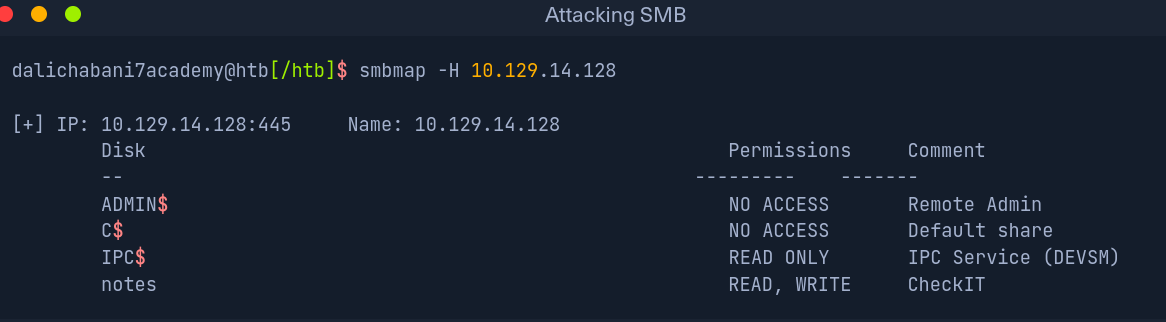 Attacking SMB
dalichabani7academy@htb[/htb]$ smbmap -H 10.129.14.128
[+] IP: 10.129.14.128:445     Name: 10.129.14.128
Disk     Permissions     Comment
--     ---------     -------
ADMIN$     NO ACCESS     Remote Admin
C$     NO ACCESS     Default share
IPC$     READ ONLY     IPC Service (DEVSM)
notes     READ, WRITE     CheckIT